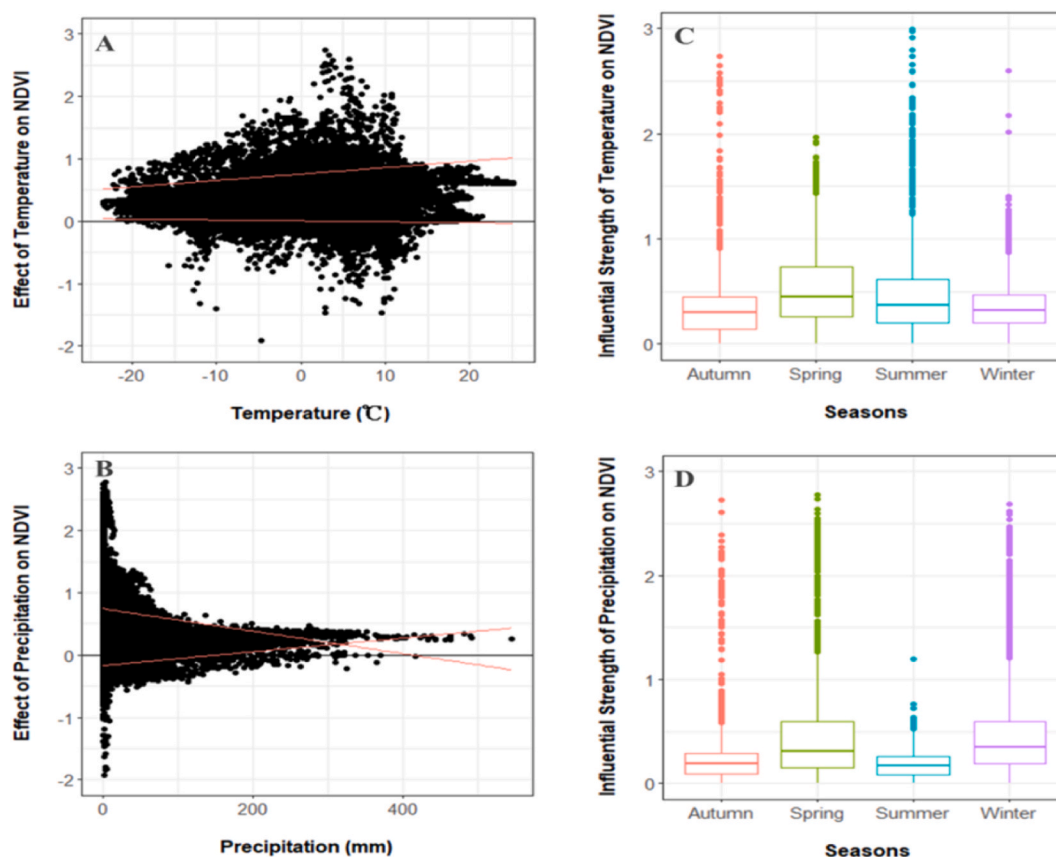 A
Effect of Temperature on NDVI
3
2
1
0
-1
-2
-20 -10 0 10 20
Temperature (℃)
C
Influential Strength of Temperature on NDVI
3
2
1
0
Autumn Spring Summer Winter
Seasons
B
Effect of Precipitation on NDVI
3
2
1
0
-1
-2
0 200 400
Precipitation (mm)
D
Influential Strength of Precipitation on NDVI
3
2
1
0
Autumn Spring Summer Winter
Seasons